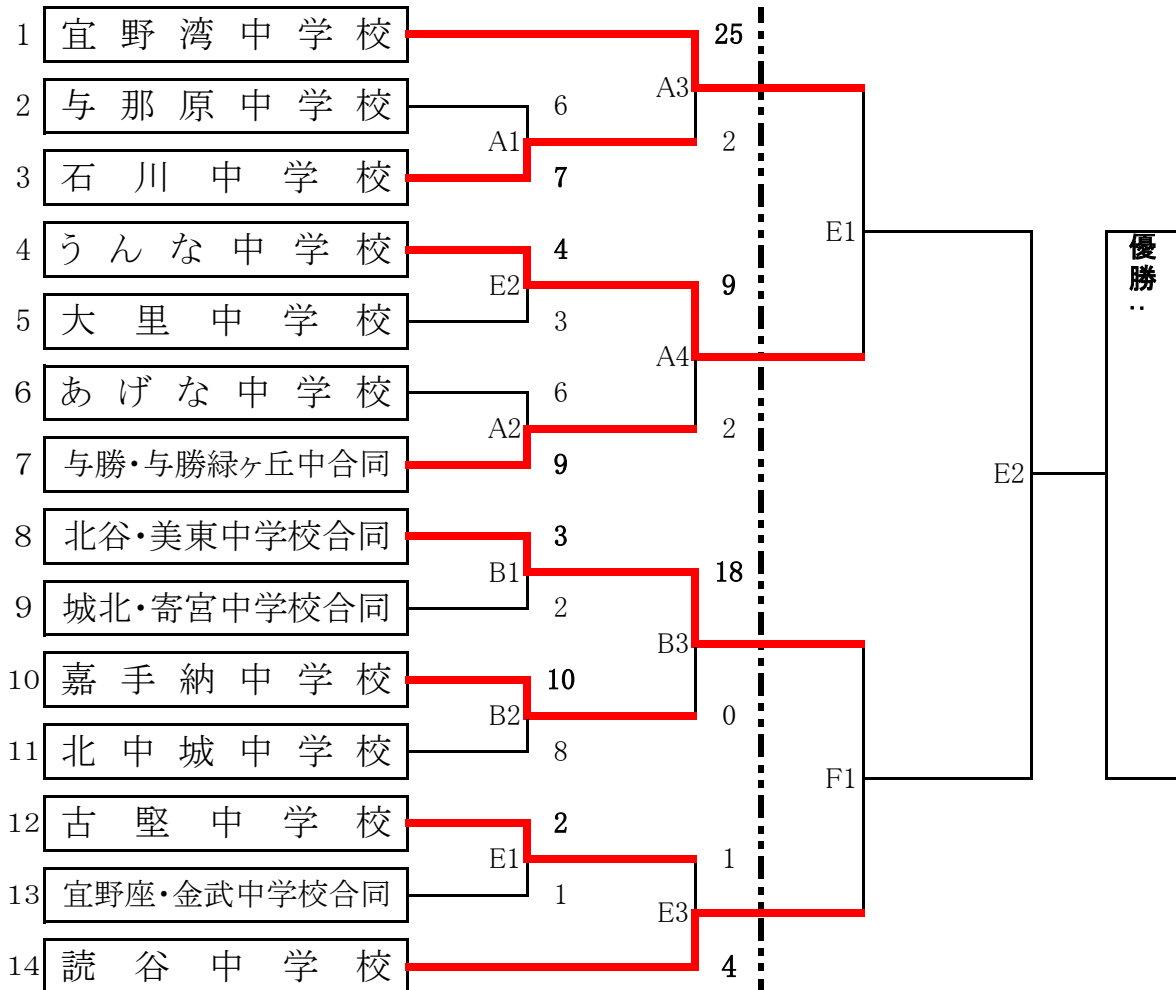 1 宜野湾中学校 25
A3
2 与那原中学校 6
A1 2
3 石川中学校 7
4 うんな中学校 4 E1
E2 9
5 大里中学校 3
A4
6 あげな中学校 6
A2 2
7 与勝・与勝緑ヶ丘中合同 9
E2
8 北谷・美東中学校合同 3
B1 18
9 城北・寄宮中学校合同 2
B3
10 嘉手納中学校 10
B2 0
11 北中城中学校 8
F1
12 古堅中学校 2
E1 1
13 宜野座・金武中学校合同 1
E3
14 読谷中学校 4
優勝: